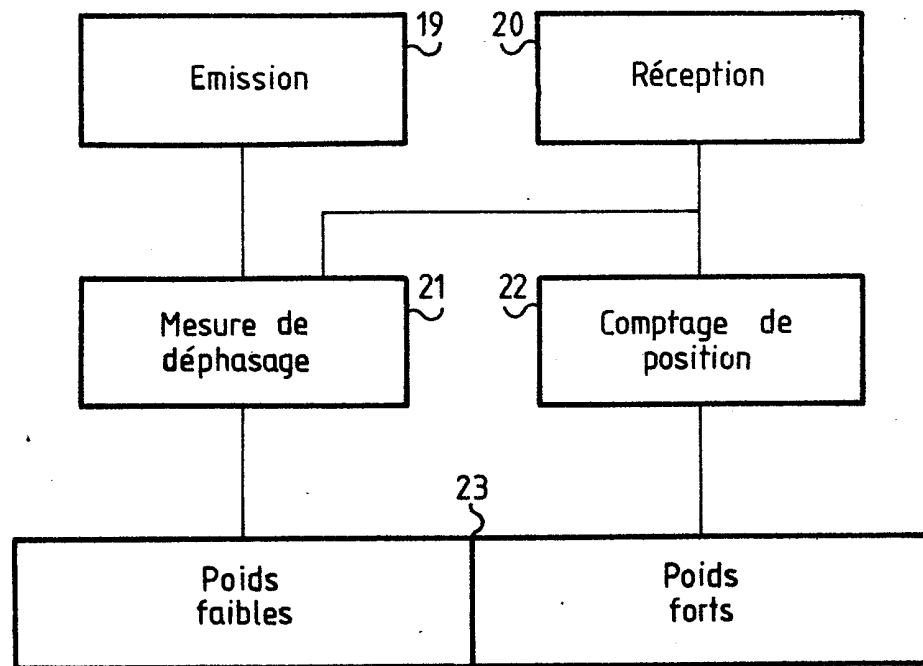 19
20
Emission
Réception
21
22
Mesure de
déphasage
Comptage de
position
23
Poids
faibles
Poids
forts